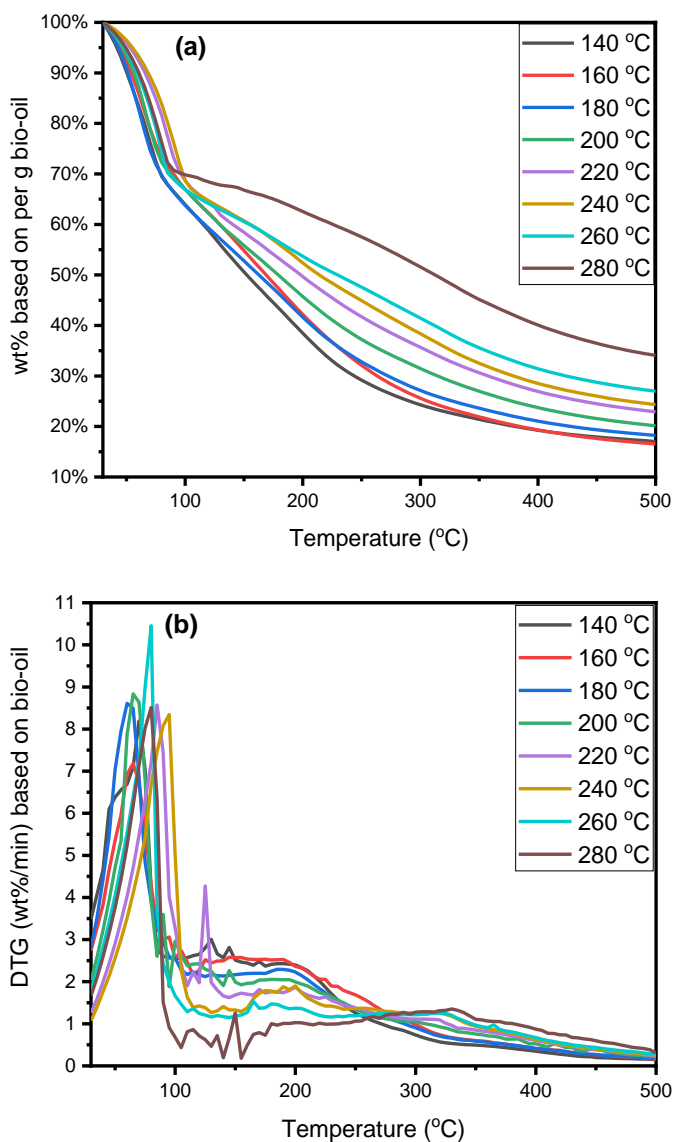 (a)
wt% based on per g bio-oil
100%
90%
80%
70%
60%
50%
40%
30%
20%
10%
140 °C
160 °C
180 °C
200 °C
220 °C
240 °C
260 °C
280 °C
100
200
300
400
500
Temperature (°C)
(b)
DTG (wt%/min) based on bio-oil
11
10
9
8
7
6
5
4
3
2
1
0
140 °C
160 °C
180 °C
200 °C
220 °C
240 °C
260 °C
280 °C
100
200
300
400
500
Temperature (°C)